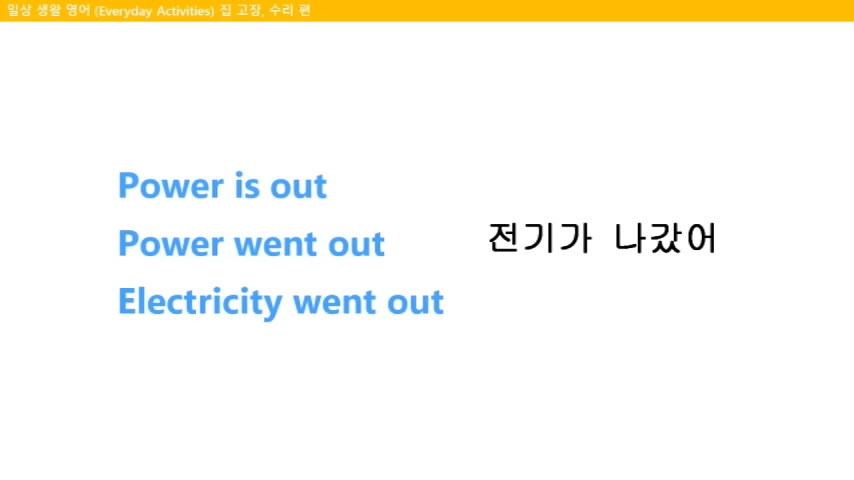 일상 생활 영어 (Everyday Activities) 집 고장, 수리 편
Power is out
Power went out
Electricity went out
전기가 나갔어